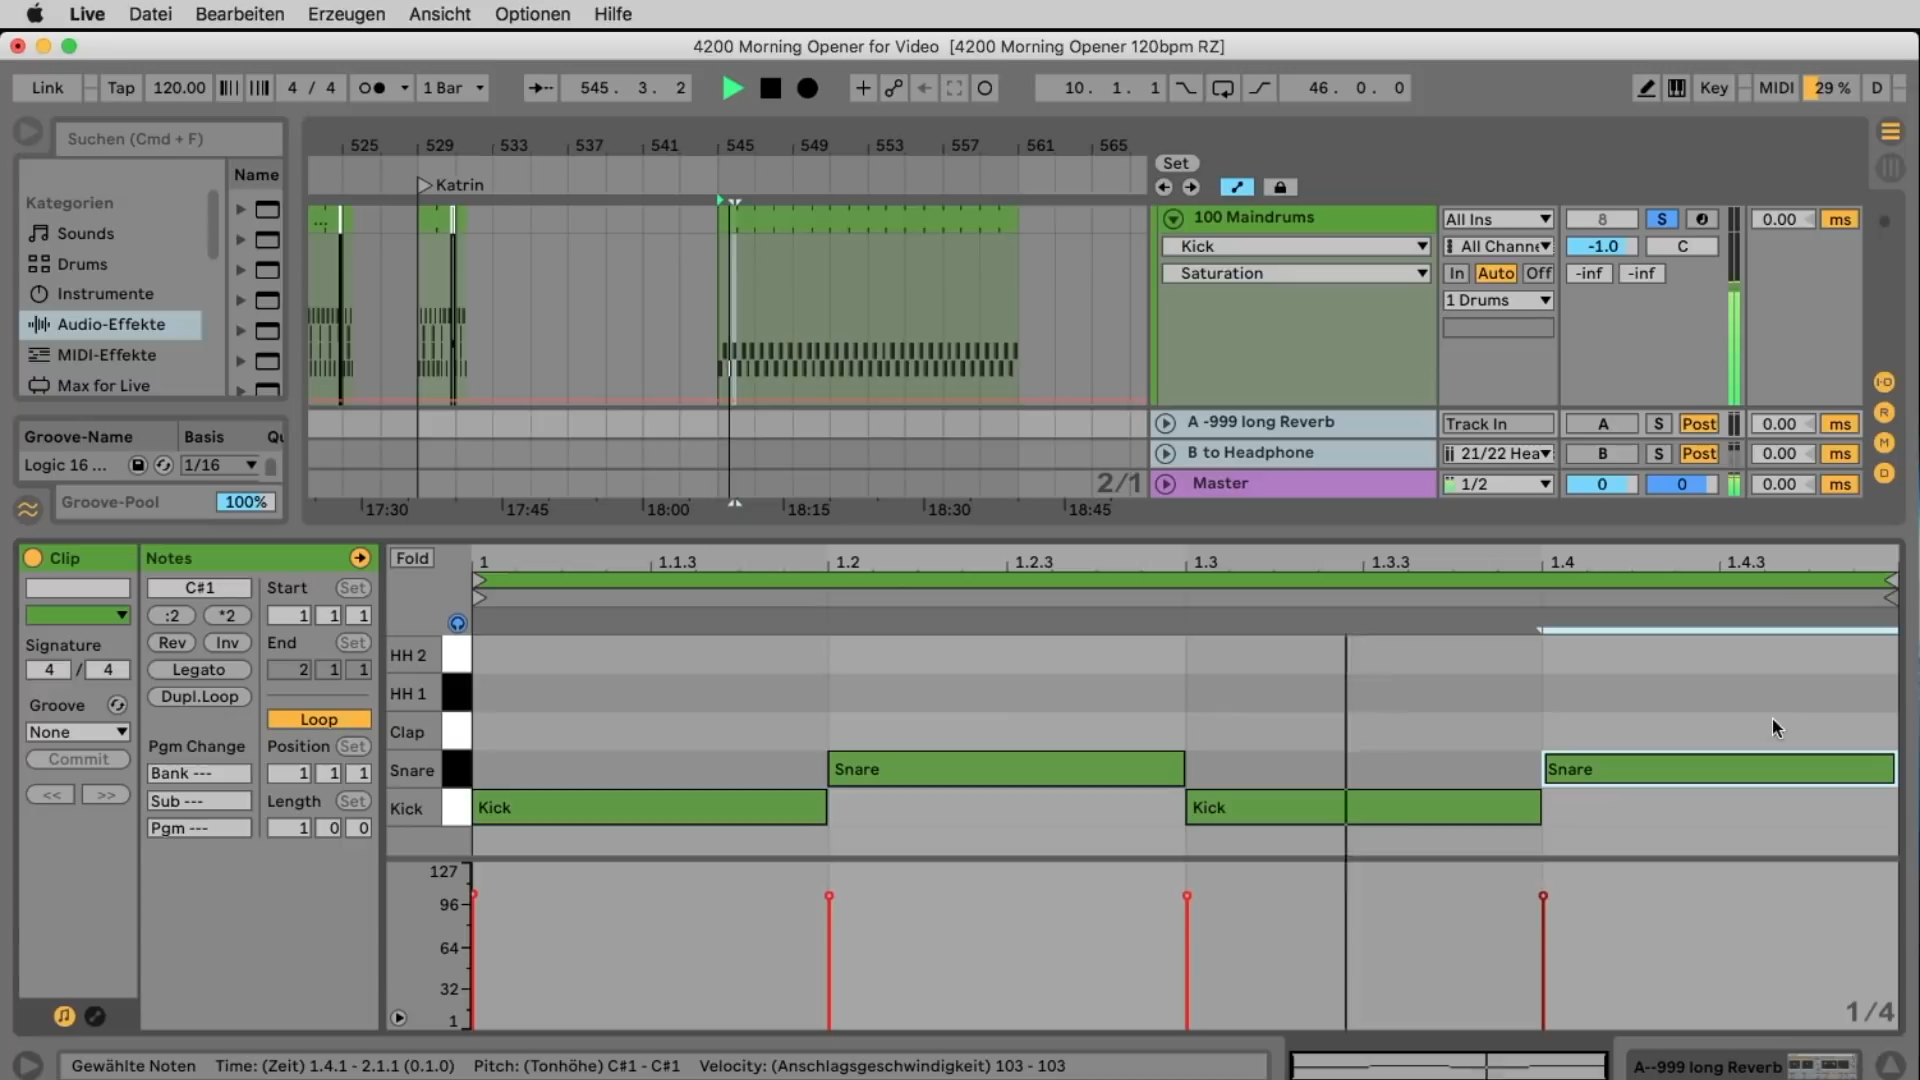 Live Datei Bearbeiten Erzeugen Ansicht Optionen Hilfe
4200 Morning Opener for Video [4200 Morning Opener 120bpm RZ]
Link Tap 120.00 4 / 4 1 Bar 545. 3. 2 10. 1. 1 46. 0. 0 Key MIDI 29 % D
Suchen (Cmd + F)
Kategorien
Sounds
Drums
Instrumente
Audio-Effekte
MIDI-Effekte
Max for Live
Name
525 529 533 537 541 545 549 553 557 561 565
Katrin
...
2/1
17:30 17:45 18:00 18:15 18:30 18:45
Set
100 Maindrums All Ins 8 S 0.00 ms
Kick All Channe -1.0 C
Saturation In Auto Off -inf -inf
1 Drums
A -999 long Reverb Track In A S Post 0.00 ms
B to Headphone 21/22 Hea B S Post 0.00 ms
Master 1/2 0 0 0.00 ms
I-O
R
M
D
Groove-Name Basis Qu
Logic 16 ... 1/16
Groove-Pool 100%
Clip
Signature
4 / 4
Groove
None
Commit
<< >>
Notes
C#1
:2 *2
Rev Inv
Legato
Dupl.Loop
Pgm Change
Bank ---
Sub ---
Pgm ---
Start Set
1 1 1
End Set
2 1 1
Loop
Position Set
1 1 1
Length Set
1 0 0
Fold 1 1.1.3 1.2 1.2.3 1.3 1.3.3 1.4 1.4.3
HH 2
HH 1
Clap
Snare Snare Snare
Kick Kick Kick
127
96
64
32
1
1/4
Gewählte Noten Time: (Zeit) 1.4.1 - 2.1.1 (0.1.0) Pitch: (Tonhöhe) C#1 - C#1 Velocity: (Anschlagsgeschwindigkeit) 103 - 103
A--999 long Reverb